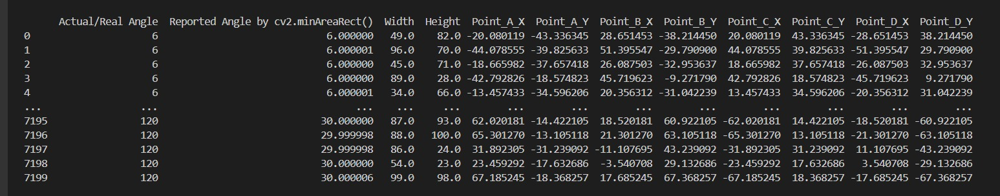 Actual/Real Angle Reported Angle by cv2.minAreaRect() Width Height Point_A_X Point_A_Y Point_B_X Point_B_Y Point_C_X Point_C_Y Point_D_X Point_D_Y
0 6 6.000000 49.0 82.0 -20.080119 -43.336345 28.651453 -38.214450 20.080119 43.336345 -28.651453 38.214450
1 6 6.000001 96.0 70.0 -44.078555 -39.825633 51.395547 -29.790900 44.078555 39.825633 -51.395547 29.790900
2 6 6.000000 45.0 71.0 -18.665982 -37.657418 26.087503 -32.953637 18.665982 37.657418 -26.087503 32.953637
3 6 6.000000 89.0 28.0 -42.792826 -18.574823 45.719623 -9.271790 42.792826 18.574823 -45.719623 9.271790
4 6 6.000001 34.0 66.0 -13.457433 -34.596206 20.356312 -31.042239 13.457433 34.596206 -20.356312 31.042239
... ... ... ... ... ... ... ... ... ... ... ... ...
7195 120 30.000000 87.0 93.0 62.020181 -14.422105 18.520181 60.922105 -62.020181 14.422105 -18.520181 -60.922105
7196 120 29.999998 88.0 100.0 65.301270 -13.105118 21.301270 63.105118 -65.301270 13.105118 -21.301270 -63.105118
7197 120 29.999998 86.0 24.0 31.892305 -31.239092 -11.107695 43.239092 -31.892305 31.239092 11.107695 -43.239092
7198 120 30.000000 54.0 23.0 23.459292 -17.632686 -3.540708 29.132686 -23.459292 17.632686 3.540708 -29.132686
7199 120 30.000006 99.0 98.0 67.185245 -18.368257 17.685245 67.368257 -67.185245 18.368257 -17.685245 -67.368257